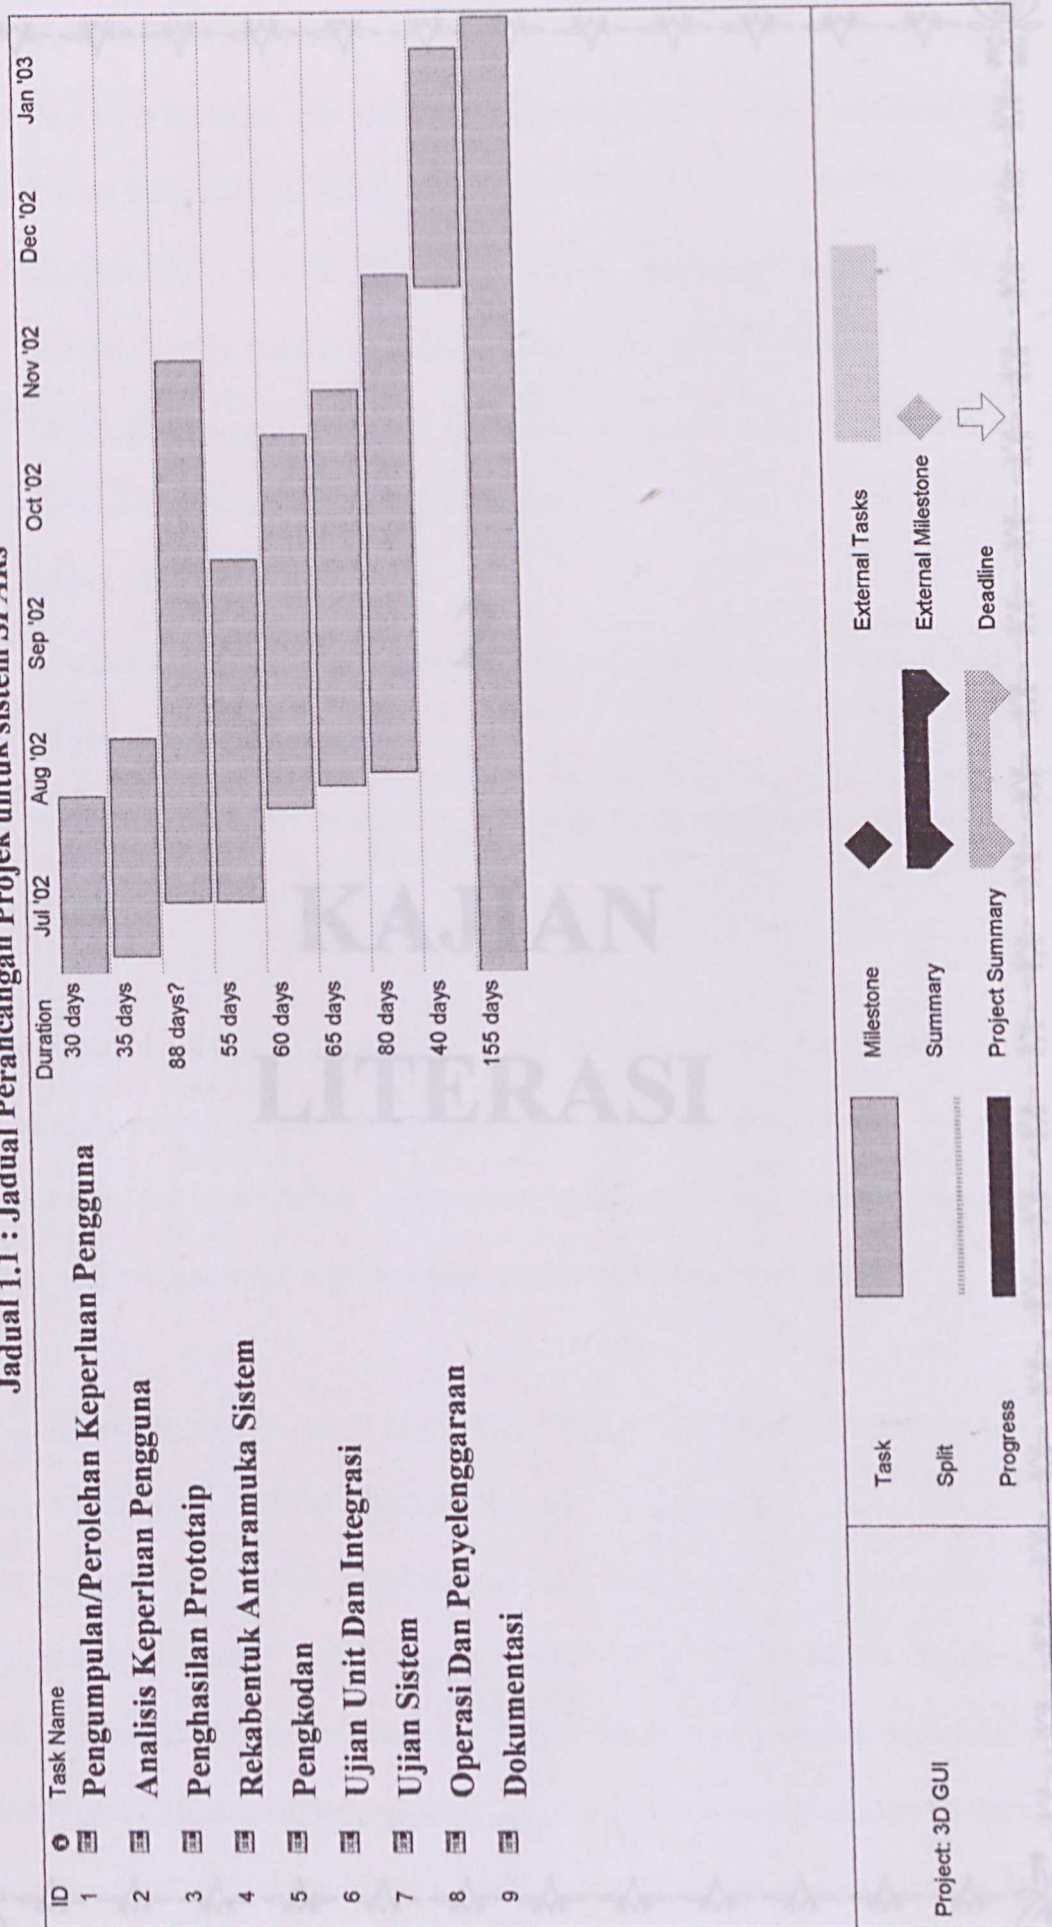 Jadual 1.1 : Jadual Perancangan Projek untuk sistem SPARs
ID Task Name Duration Jul '02 Aug '02 Sep '02 Oct '02 Nov '02 Dec '02 Jan '03
1 Pengumpulan/Perolehan Keperluan Pengguna 30 days
2 Analisis Keperluan Pengguna 35 days
3 Penghasilan Prototaip 88 days?
4 Rekabentuk Antaramuka Sistem 55 days
5 Pengkodan 60 days
6 Ujian Unit Dan Integrasi 65 days
7 Ujian Sistem 80 days
8 Operasi Dan Penyelenggaraan 40 days
9 Dokumentasi 155 days
KAJIAN
LITERASI
Project: 3D GUI
Task Milestone External Tasks
Split Summary External Milestone
Progress Project Summary Deadline